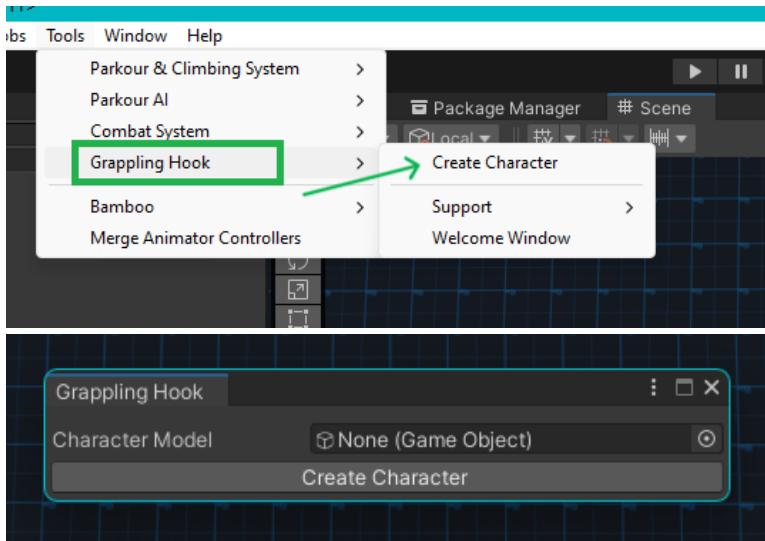 obs Tools Window Help
Parkour & Climbing System
Parkour AI
Package Manager
Scene
Combat System
Local
Grappling Hook
Create Character
Bamboo
Support
Merge Animator Controllers
Welcome Window
Grappling Hook
Character Model
None (Game Object)
Create Character